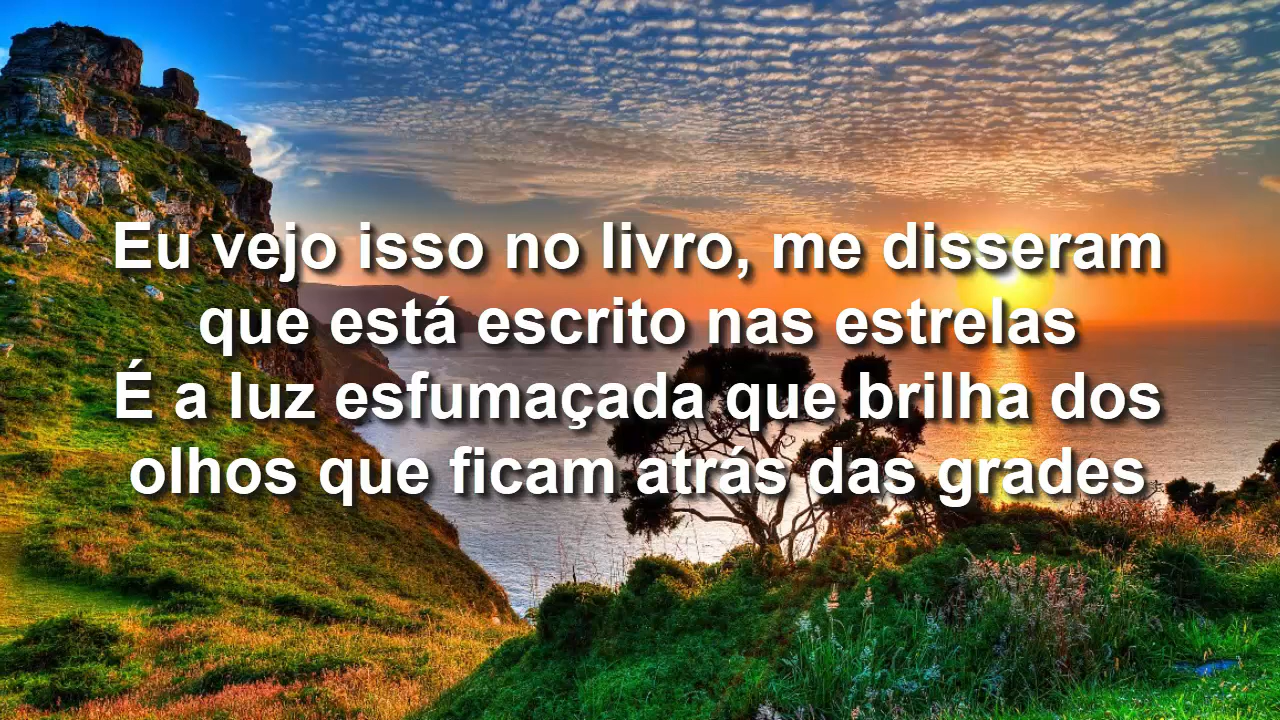 Eu vejo isso no livro, me disseram
que está escrito nas estrelas
É a luz esfumaçada que brilha dos
olhos que ficam atrás das grades